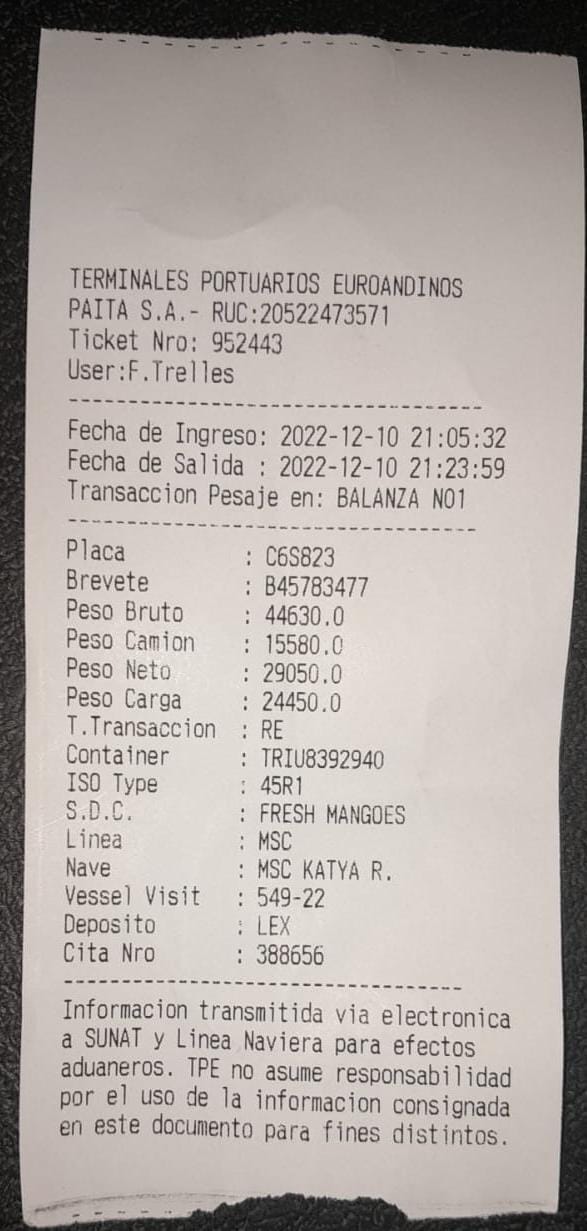 TERMINALES PORTUARIOS EUROANDINOS
PAITA S.A.- RUC:20522473571
Ticket Nro: 952443
User:F.Trelles
Fecha de Ingreso: 2022-12-10 21:05:32
Fecha de Salida : 2022-12-10 21:23:59
Transaccion Pesaje en: BALANZA NO1
Placa : C6S823
Brevete : B45783477
Peso Bruto : 44630.0
Peso Camion : 15580.0
Peso Neto : 29050.0
Peso Carga : 24450.0
T.Transaccion : RE
Container : TRIU8392940
ISO Type : 45R1
S.D.C. : FRESH MANGOES
Linea : MSC
Nave : MSC KATYA R.
Vessel Visit : 549-22
Deposito : LEX
Cita Nro : 388656
Informacion transmitida via electronica
a SUNAT y Linea Naviera para efectos
aduaneros. TPE no asume responsabilidad
por el uso de la informacion consignada
en este documento para fines distintos.